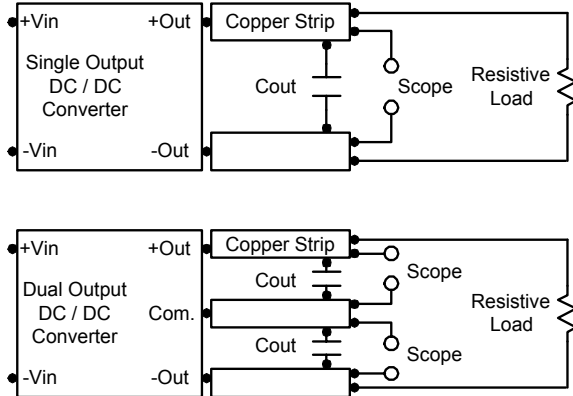 +Vin
+Out
Copper Strip
Single Output
DC / DC
Converter
Cout
Scope
Resistive
Load
-Vin
-Out
+Vin
+Out
Copper Strip
Cout
Scope
Dual Output
DC / DC
Converter
Com.
Resistive
Load
Cout
Scope
-Vin
-Out